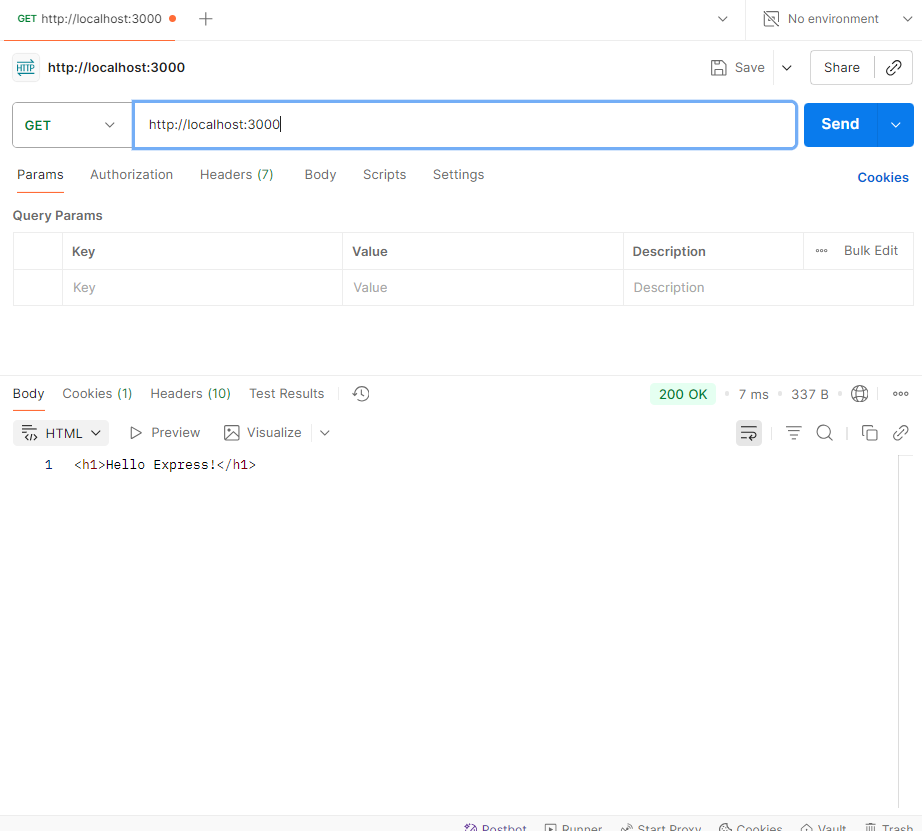 GET http://localhost:3000
No environment
HTTP http://localhost:3000 Save Share
GET http://localhost:3000 Send
Params Authorization Headers (7) Body Scripts Settings Cookies
Query Params
Key Value Description Bulk Edit
Key Value Description
Body Cookies (1) Headers (10) Test Results 200 OK 7 ms 337 B
HTML Preview Visualize
1 <h1>Hello Express!</h1>
Postbot Runner Start Proxy Cookies Vault Trash